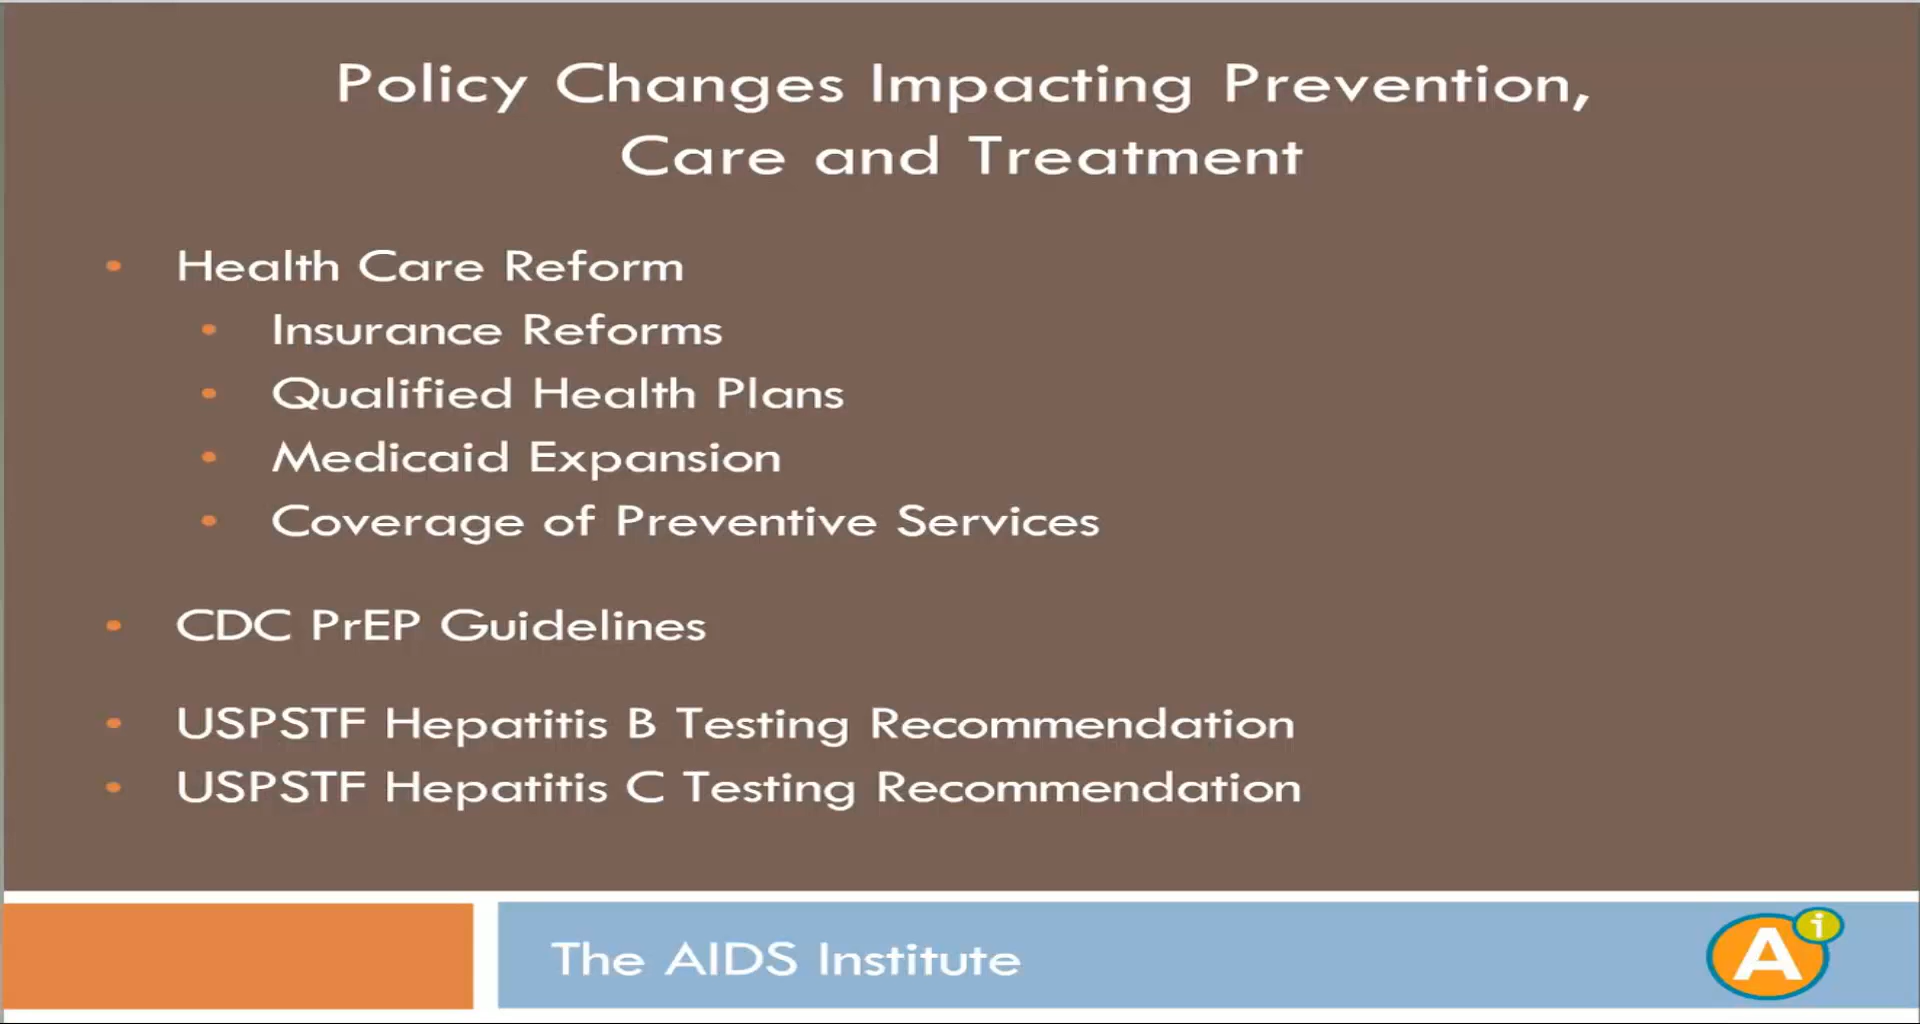 Policy Changes Impacting Prevention,
Care and Treatment
• Health Care Reform
• Insurance Reforms
• Qualified Health Plans
• Medicaid Expansion
• Coverage of Preventive Services
• CDC PrEP Guidelines
• USPSTF Hepatitis B Testing Recommendation
• USPSTF Hepatitis C Testing Recommendation
The AIDS Institute
A i